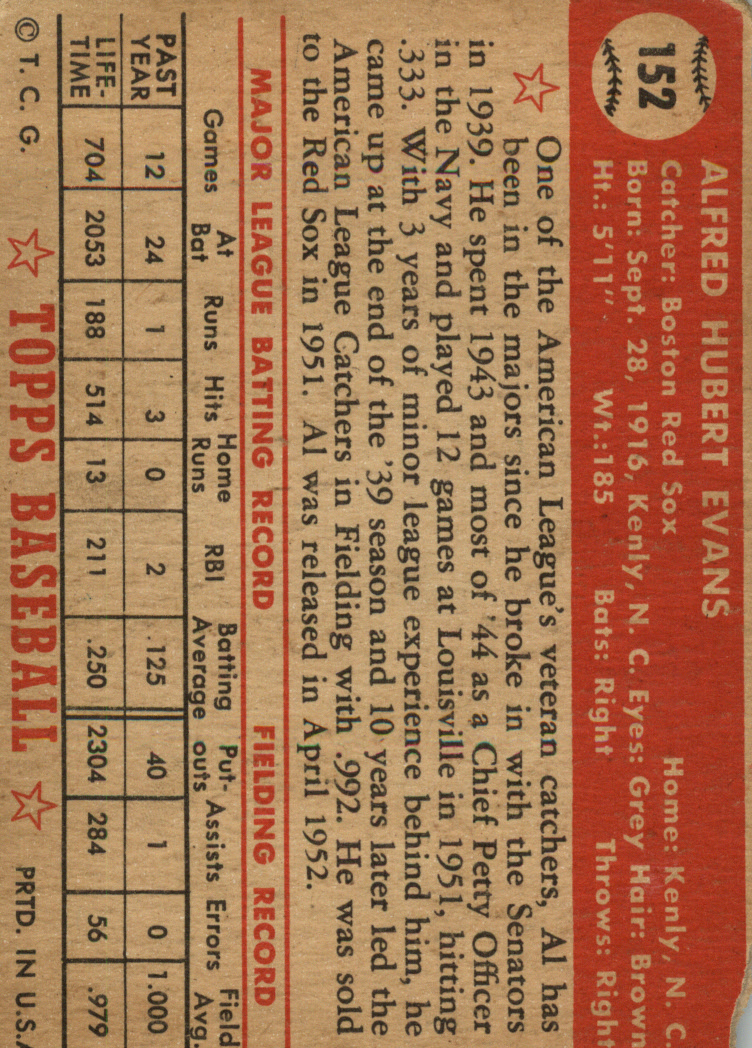 152
ALFRED HUBERT EVANS
Catcher: Boston Red Sox Home: Kenly, N. C.
Born: Sept. 28, 1916, Kenly, N. C. Eyes: Grey Hair: Brown
Ht.: 5'11" Wt.:185 Bats: Right Throws: Right
One of the American League's veteran catchers, Al has
been in the majors since he broke in with the Senators
in 1939. He spent 1943 and most of '44 as a Chief Petty Officer
in the Navy and played 12 games at Louisville in 1951, hitting
.333. With 3 years of minor league experience behind him, he
came up at the end of the '39 season and 10 years later led the
American League Catchers in Fielding with .992. He was sold
to the Red Sox in 1951. Al was released in April 1952.
MAJOR LEAGUE BATTING RECORD FIELDING RECORD
Games At Bat Runs Hits Home Runs RBI Batting Average Put-outs Assists Errors Field Avg.
PAST YEAR 12 24 1 3 0 2 .125 40 1 0 1.000
LIFE-TIME 704 2053 188 514 13 211 .250 2304 284 56 .979
© T. C. G. TOPPS BASEBALL PRTD. IN U.S.A